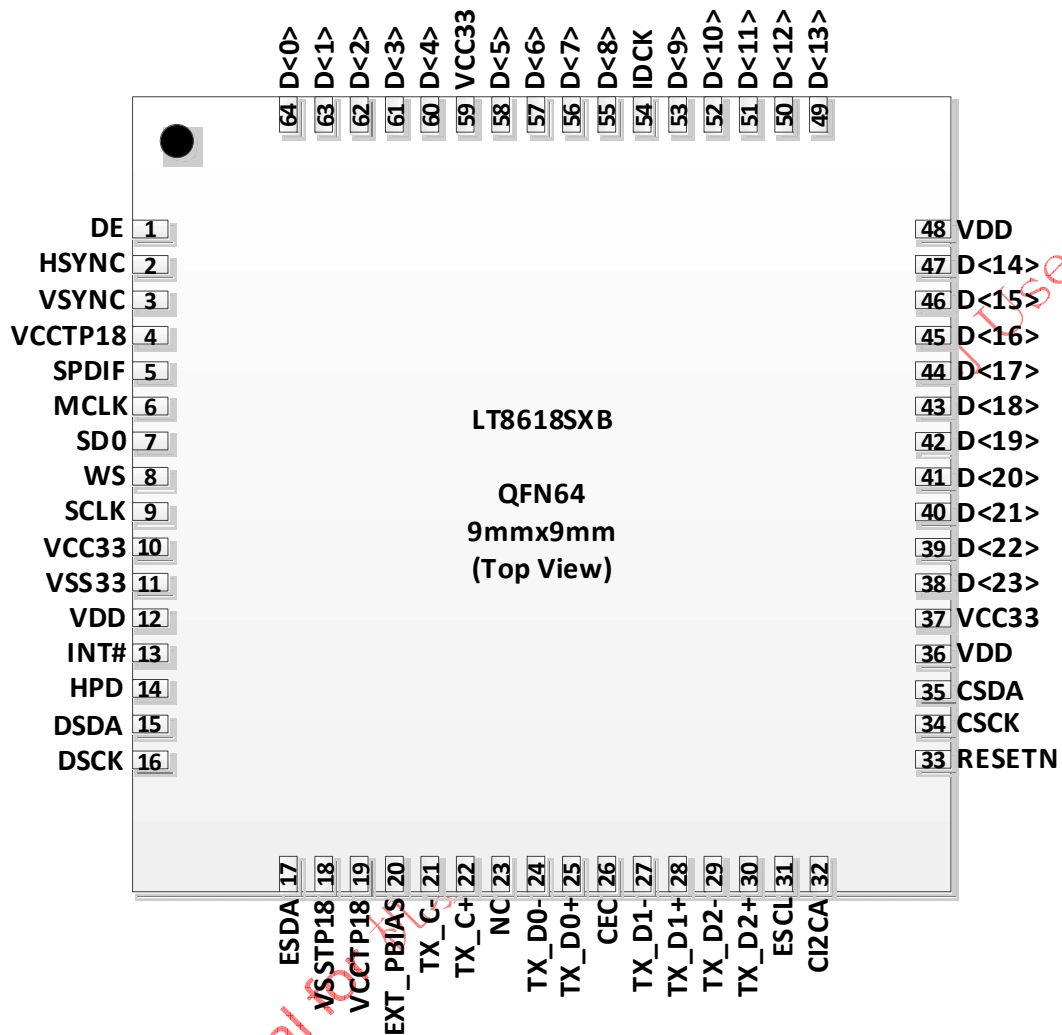 64 D<0>
63 D<1>
62 D<2>
61 D<3>
60 D<4>
59 VCC33
58 D<5>
57 D<6>
56 D<7>
55 D<8>
54 IDCK
53 D<9>
52 D<10>
51 D<11>
50 D<12>
49 D<13>
DE 1
HSYNC 2
VSYNC 3
VCCTP18 4
SPDIF 5
MCLK 6
SD0 7
WS 8
SCLK 9
VCC33 10
VSS33 11
VDD 12
INT# 13
HPD 14
DSDA 15
DSCK 16
LT8618SXB
QFN64
9mmx9mm
(Top View)
48 VDD
47 D<14>
46 D<15>
45 D<16>
44 D<17>
43 D<18>
42 D<19>
41 D<20>
40 D<21>
39 D<22>
38 D<23>
37 VCC33
36 VDD
35 CSDA
34 CSCK
33 RESETN
ESDA 17
VSSTP18 18
VCCTP18 19
EXT_PBIAS 20
TX_C- 21
TX_C+ 22
NC 23
TX_D0- 24
TX_D0+ 25
CEC 26
TX_D1- 27
TX_D1+ 28
TX_D2- 29
TX_D2+ 30
ESCL 31
CI2CA 32
for
Use